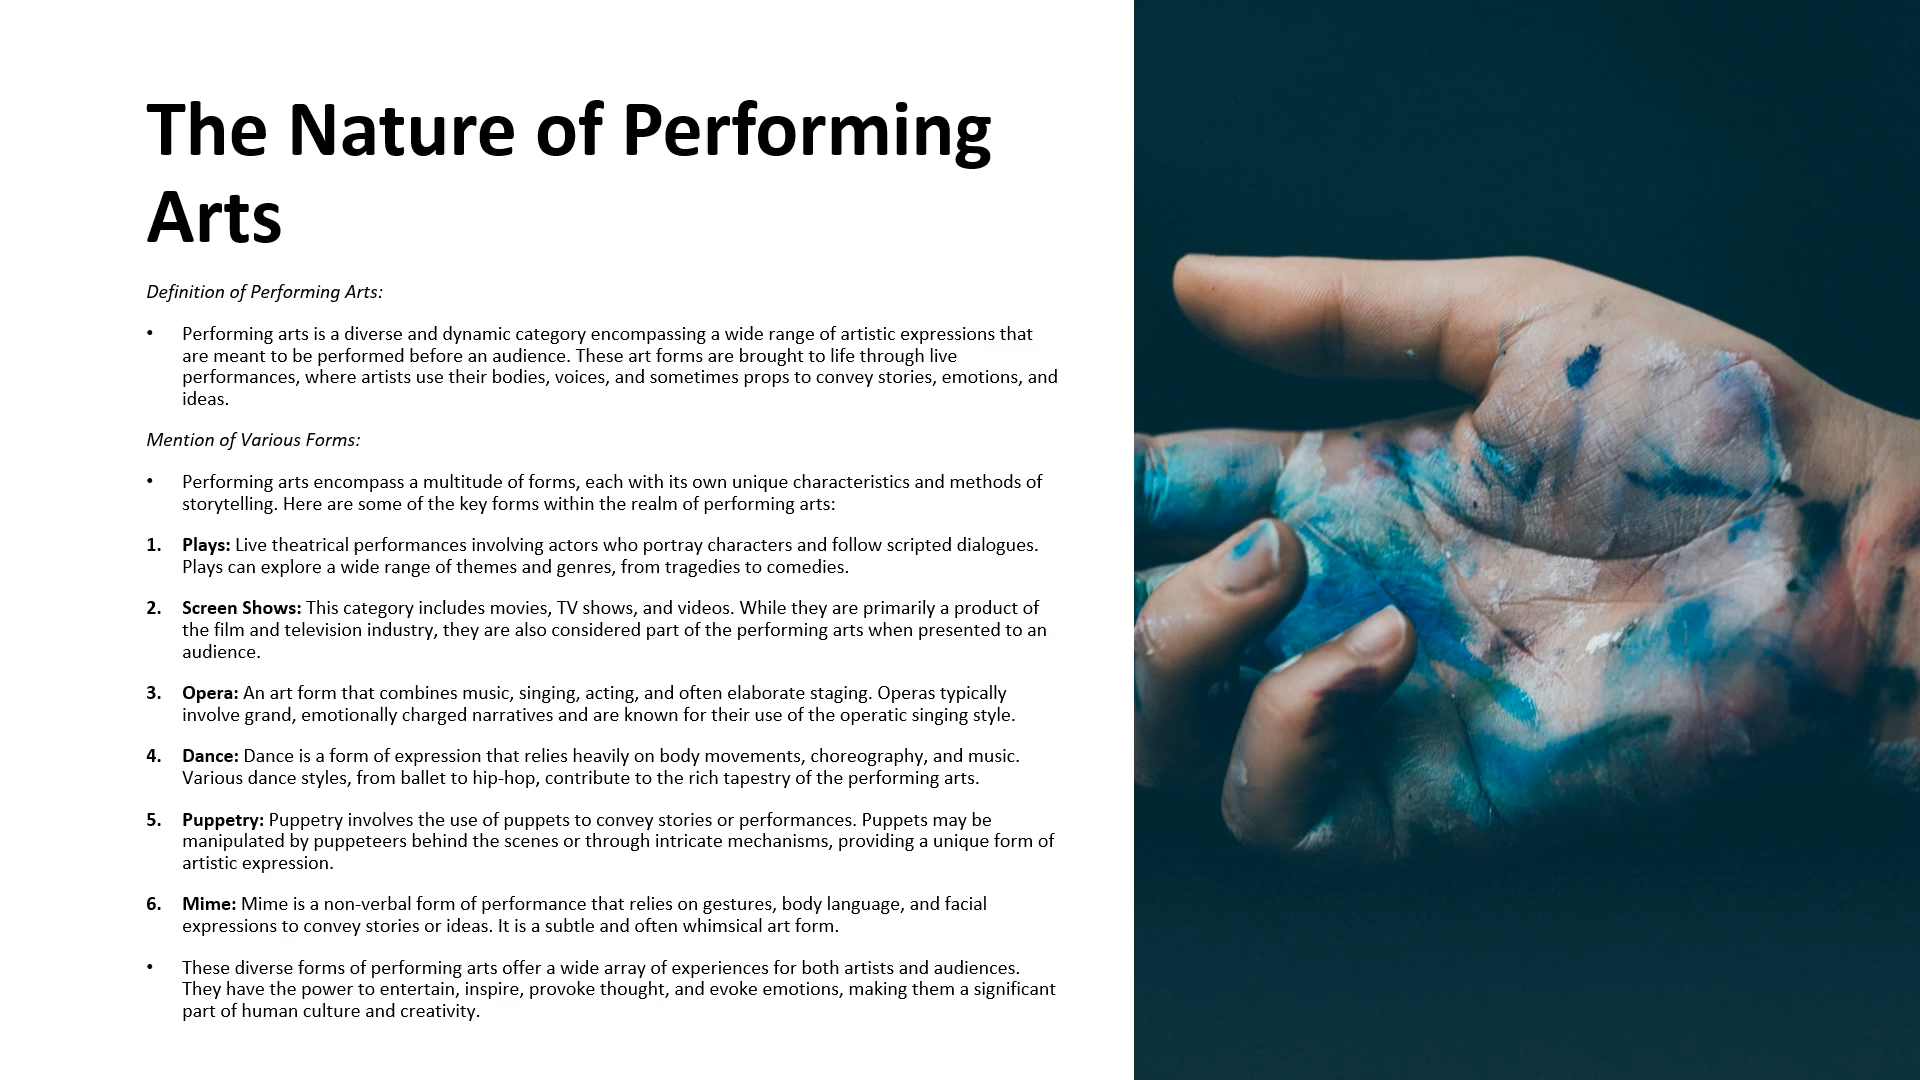 The Nature of Performing
Arts
Definition of Performing Arts:
• Performing arts is a diverse and dynamic category encompassing a wide range of artistic expressions that
are meant to be performed before an audience. These art forms are brought to life through live
performances, where artists use their bodies, voices, and sometimes props to convey stories, emotions, and
ideas.
Mention of Various Forms:
• Performing arts encompass a multitude of forms, each with its own unique characteristics and methods of
storytelling. Here are some of the key forms within the realm of performing arts:
1. Plays: Live theatrical performances involving actors who portray characters and follow scripted dialogues.
Plays can explore a wide range of themes and genres, from tragedies to comedies.
2. Screen Shows: This category includes movies, TV shows, and videos. While they are primarily a product of
the film and television industry, they are also considered part of the performing arts when presented to an
audience.
3. Opera: An art form that combines music, singing, acting, and often elaborate staging. Operas typically
involve grand, emotionally charged narratives and are known for their use of the operatic singing style.
4. Dance: Dance is a form of expression that relies heavily on body movements, choreography, and music.
Various dance styles, from ballet to hip-hop, contribute to the rich tapestry of the performing arts.
5. Puppetry: Puppetry involves the use of puppets to convey stories or performances. Puppets may be
manipulated by puppeteers behind the scenes or through intricate mechanisms, providing a unique form of
artistic expression.
6. Mime: Mime is a non-verbal form of performance that relies on gestures, body language, and facial
expressions to convey stories or ideas. It is a subtle and often whimsical art form.
• These diverse forms of performing arts offer a wide array of experiences for both artists and audiences.
They have the power to entertain, inspire, provoke thought, and evoke emotions, making them a significant
part of human culture and creativity.